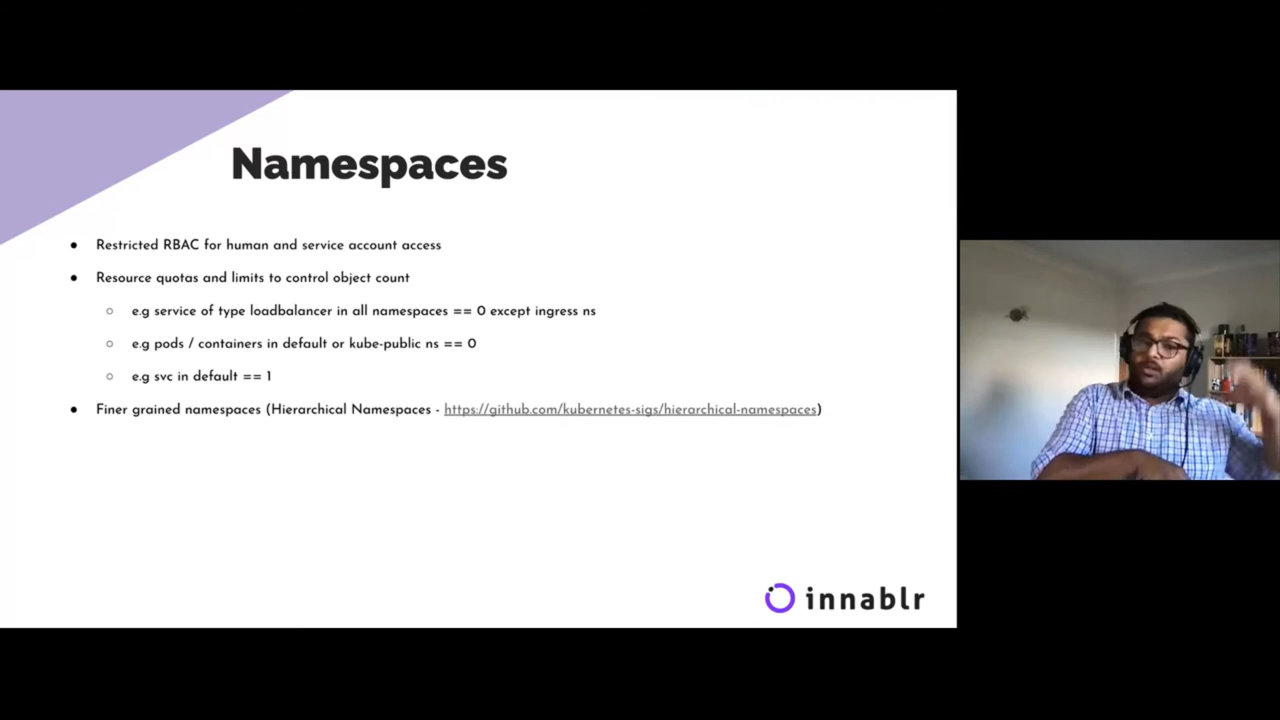 Namespaces
● Restricted RBAC for human and service account access
● Resource quotas and limits to control object count
○ e.g service of type loadbalancer in all namespaces == 0 except ingress ns
○ e.g pods / containers in default or kube-public ns == 0
○ e.g svc in default == 1
● Finer grained namespaces (Hierarchical Namespaces - https://github.com/kubernetes-sigs/hierarchical-namespaces)
innablr